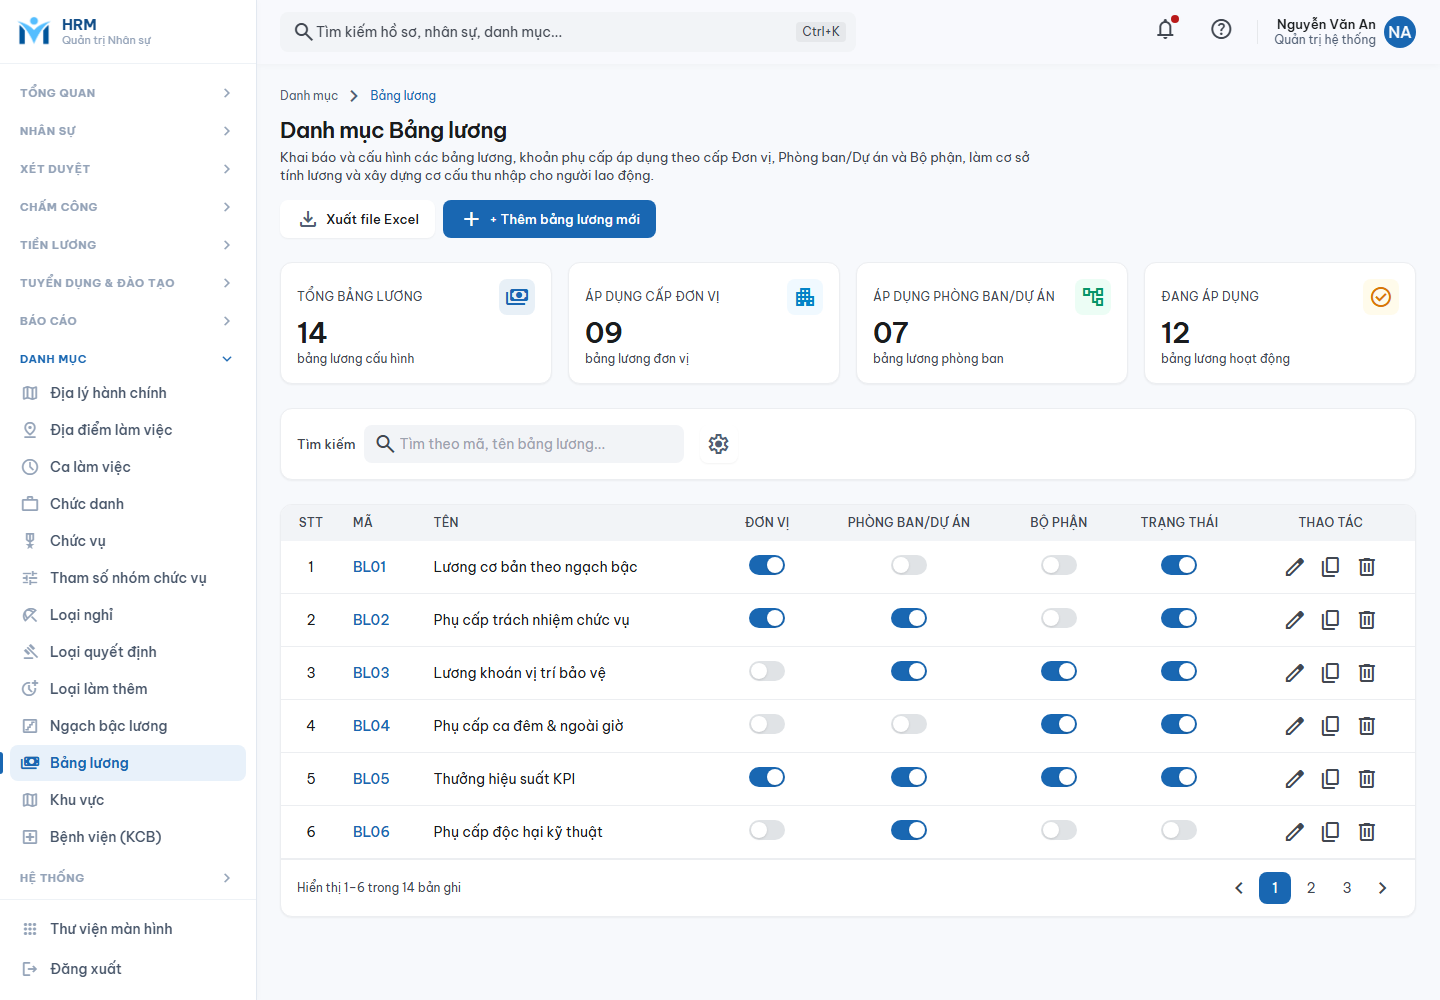 HRM
Quản trị Nhân sự
TỔNG QUAN
NHÂN SỰ
XÉT DUYỆT
CHẤM CÔNG
TIỀN LƯƠNG
TUYỂN DỤNG & ĐÀO TẠO
BÁO CÁO
DANH MỤC
Địa lý hành chính
Địa điểm làm việc
Ca làm việc
Chức danh
Chức vụ
Tham số nhóm chức vụ
Loại nghỉ
Loại quyết định
Loại làm thêm
Ngạch bậc lương
Bảng lương
Khu vực
Bệnh viện (KCB)
HỆ THỐNG
Thư viện màn hình
Đăng xuất
Tìm kiếm hồ sơ, nhân sự, danh mục... Ctrl+K
Nguyễn Văn An
Quản trị hệ thống
NA
Danh mục Bảng lương
Danh mục Bảng lương
Khai báo và cấu hình các bảng lương, khoản phụ cấp áp dụng theo cấp Đơn vị, Phòng ban/Dự án và Bộ phận, làm cơ sở
tính lương và xây dựng cơ cấu thu nhập cho người lao động.
Xuất file Excel
+ Thêm bảng lương mới
TỔNG BẢNG LƯƠNG
14
bảng lương cấu hình
ÁP DỤNG CẤP ĐƠN VỊ
09
bảng lương đơn vị
ÁP DỤNG PHÒNG BAN/DỰ ÁN
07
bảng lương phòng ban
ĐANG ÁP DỤNG
12
bảng lương hoạt động
Tìm kiếm Tìm theo mã, tên bảng lương...
STT MÃ TÊN ĐƠN VỊ PHÒNG BAN/DỰ ÁN BỘ PHẬN TRẠNG THÁI THAO TÁC
1 BL01 Lương cơ bản theo ngạch bậc
2 BL02 Phụ cấp trách nhiệm chức vụ
3 BL03 Lương khoán vị trí bảo vệ
4 BL04 Phụ cấp ca đêm & ngoài giờ
5 BL05 Thưởng hiệu suất KPI
6 BL06 Phụ cấp độc hại kỹ thuật
Hiển thị 1–6 trong 14 bản ghi
1 2 3